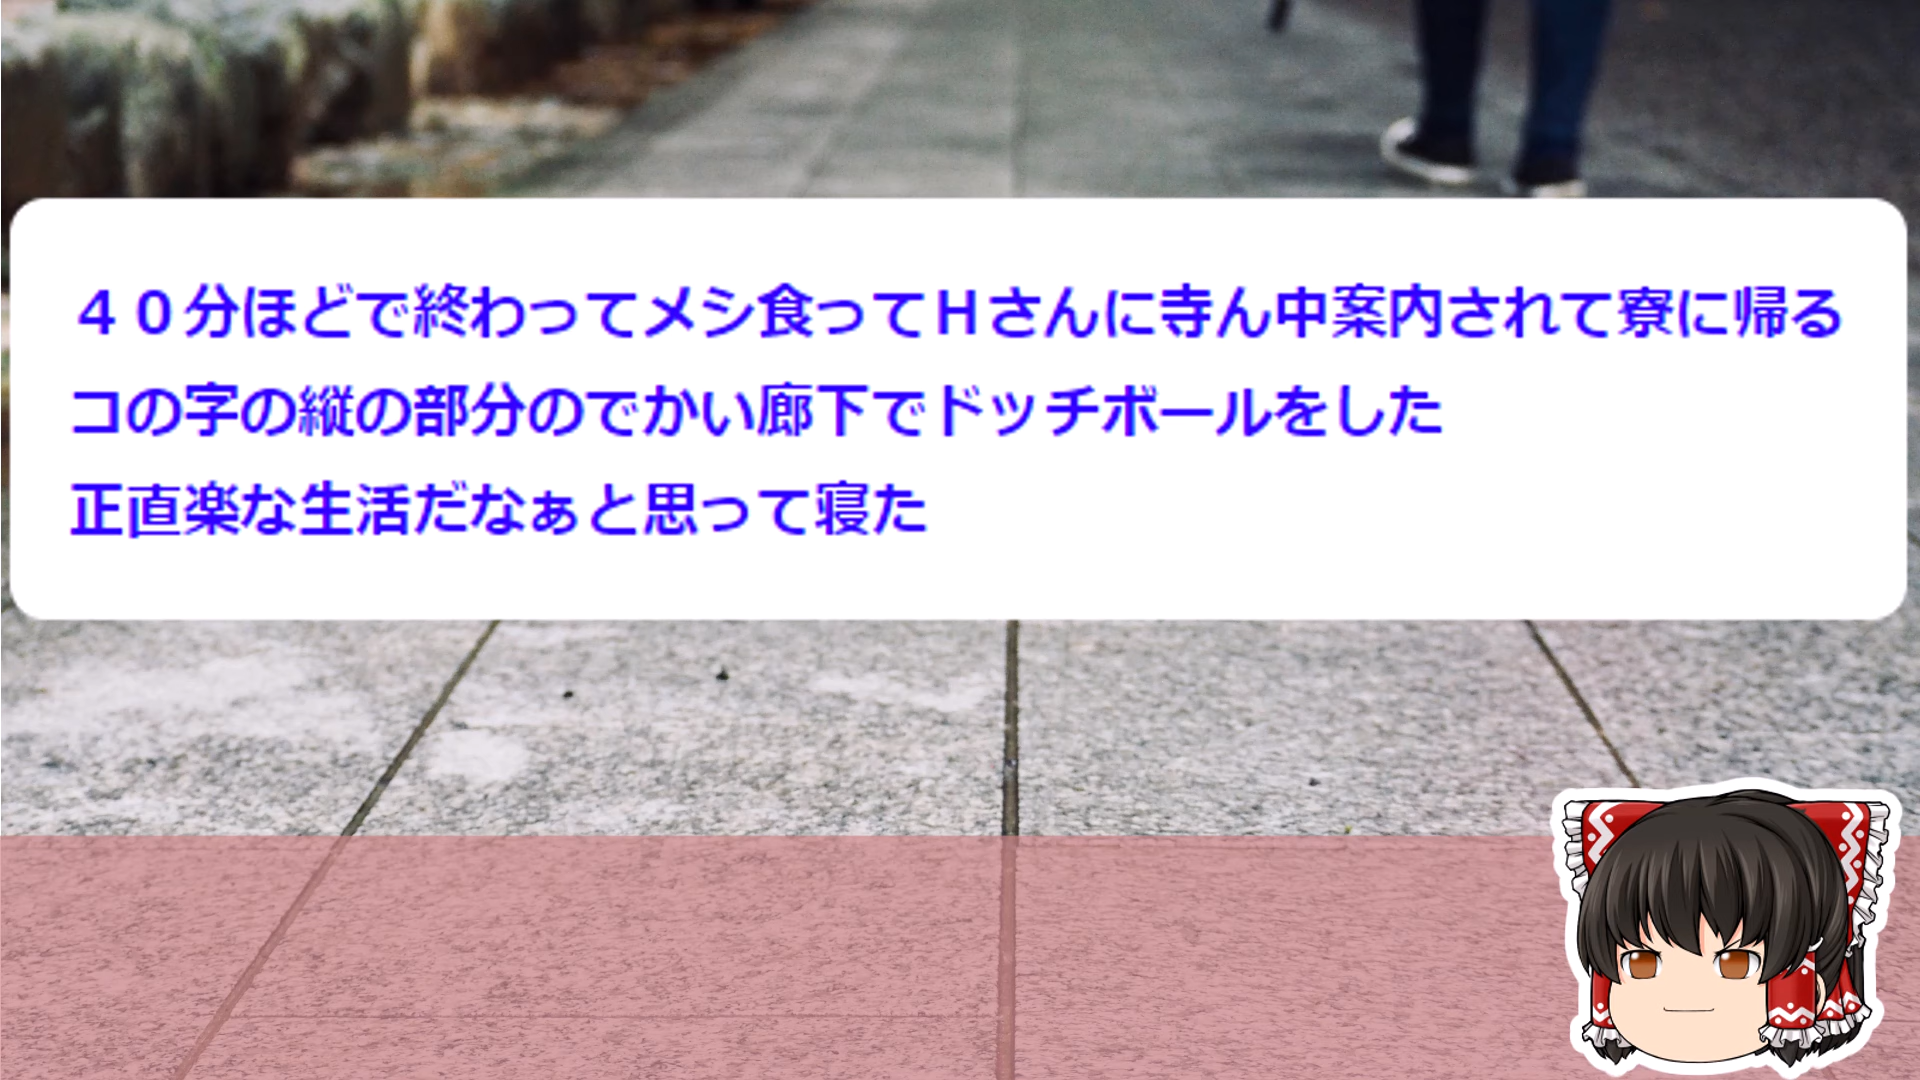 ４０分ほどで終わってメシ食ってＨさんに寺ん中案内されて寮に帰る
コの字の縦の部分のでかい廊下でドッチボールをした
正直楽な生活だなぁと思って寝た